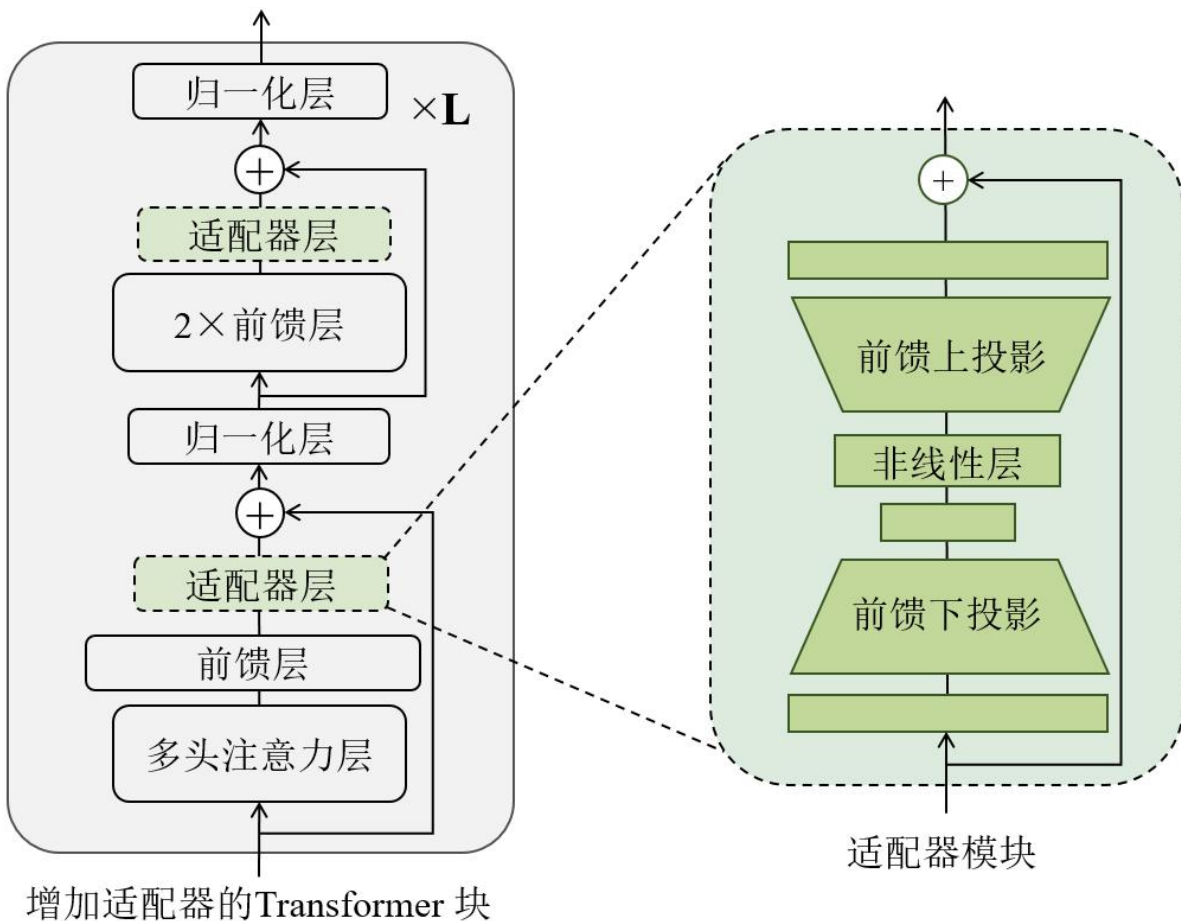 归一化层
×L
+
适配器层
2×前馈层
归一化层
+
适配器层
前馈层
多头注意力层
增加适配器的Transformer 块
+
前馈上投影
非线性层
前馈下投影
适配器模块